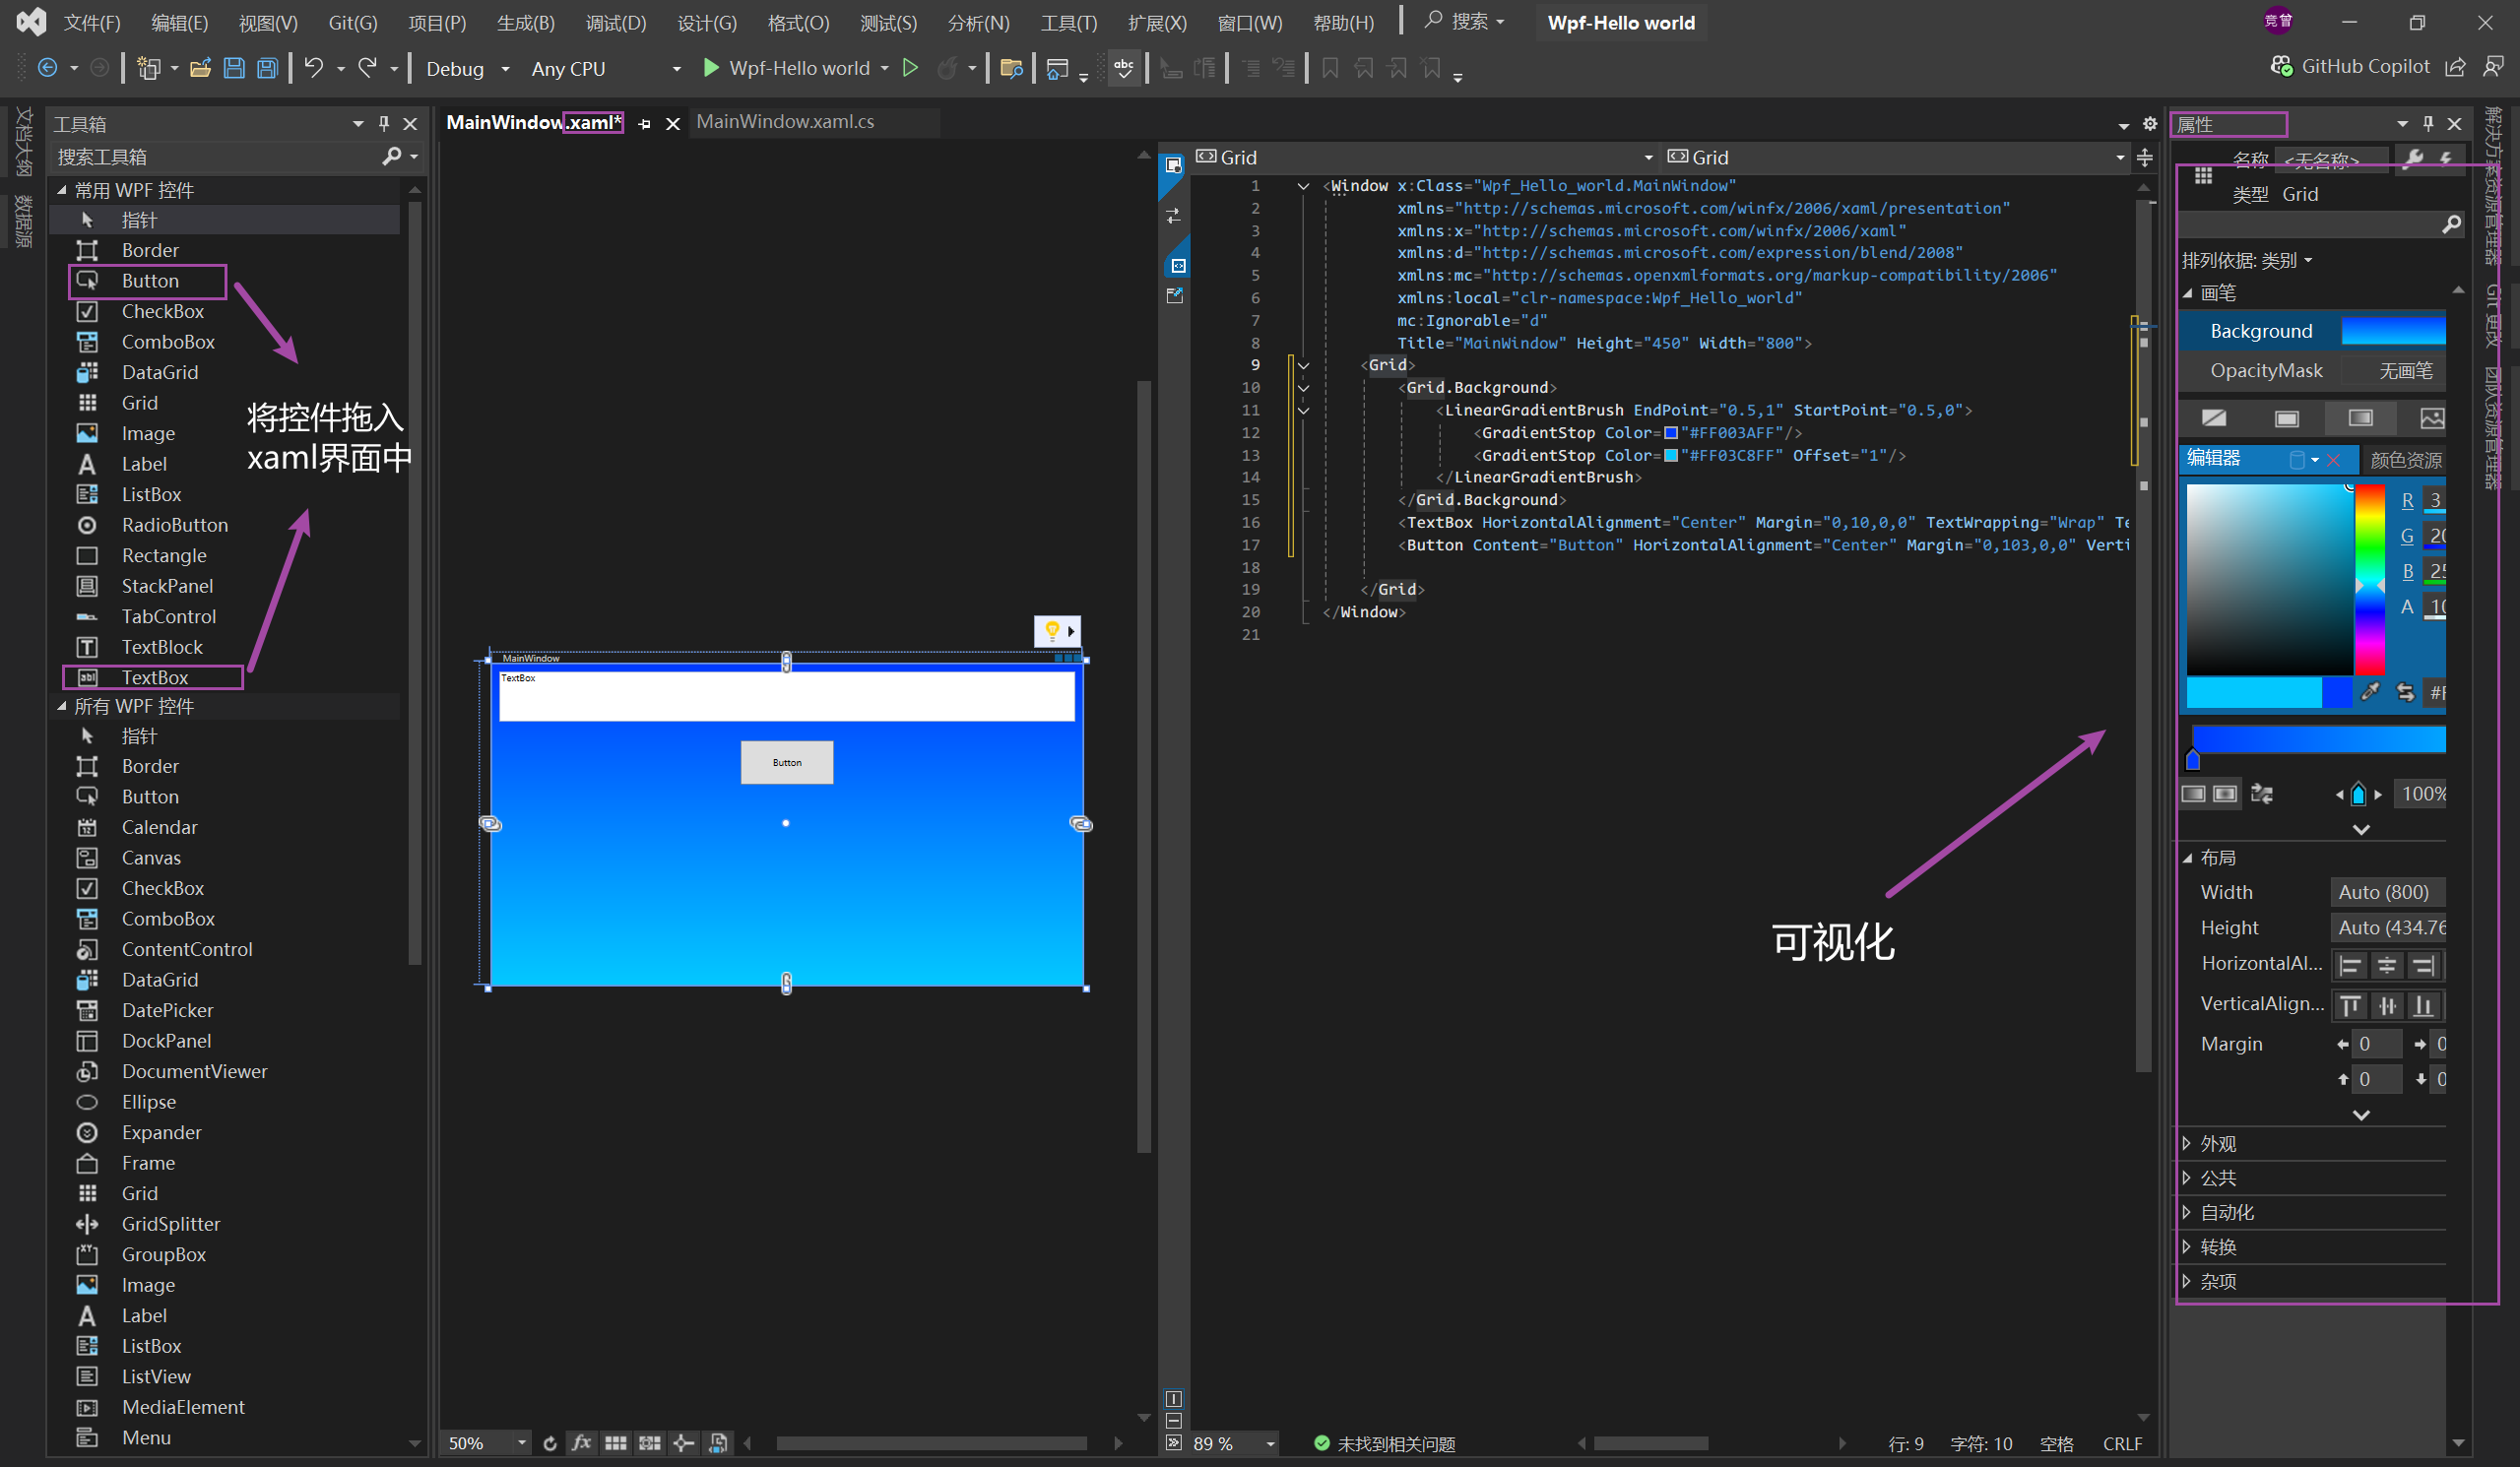 文件(F) 编辑(E) 视图(V) Git(G) 项目(P) 生成(B) 调试(D) 设计(G) 格式(O) 测试(S) 分析(N) 工具(T) 扩展(X) 窗口(W) 帮助(H) 搜索 Wpf-Hello world 竞曾
Debug Any CPU Wpf-Hello world abc GitHub Copilot
文档大纲
数据源
工具箱
搜索工具箱
常用 WPF 控件
指针
Border
Button
CheckBox
ComboBox
DataGrid
Grid
Image
Label
ListBox
RadioButton
Rectangle
StackPanel
TabControl
TextBlock
TextBox
所有 WPF 控件
指针
Border
Button
Calendar
Canvas
CheckBox
ComboBox
ContentControl
DataGrid
DatePicker
DockPanel
DocumentViewer
Ellipse
Expander
Frame
Grid
GridSplitter
GroupBox
Image
Label
ListBox
ListView
MediaElement
Menu
将控件拖入
xaml界面中
MainWindow.xaml* MainWindow.xaml.cs
MainWindow
TextBox
Button
50% fx
Grid Grid
1 <Window x:Class="Wpf_Hello_world.MainWindow"
2 xmlns="http://schemas.microsoft.com/winfx/2006/xaml/presentation"
3 xmlns:x="http://schemas.microsoft.com/winfx/2006/xaml"
4 xmlns:d="http://schemas.microsoft.com/expression/blend/2008"
5 xmlns:mc="http://schemas.openxmlformats.org/markup-compatibility/2006"
6 xmlns:local="clr-namespace:Wpf_Hello_world"
7 mc:Ignorable="d"
8 Title="MainWindow" Height="450" Width="800">
9 <Grid>
10 <Grid.Background>
11 <LinearGradientBrush EndPoint="0.5,1" StartPoint="0.5,0">
12 <GradientStop Color="#FF003AFF"/>
13 <GradientStop Color="#FF03C8FF" Offset="1"/>
14 </LinearGradientBrush>
15 </Grid.Background>
16 <TextBox HorizontalAlignment="Center" Margin="0,10,0,0" TextWrapping="Wrap" Te
17 <Button Content="Button" HorizontalAlignment="Center" Margin="0,103,0,0" Verti
18
19 </Grid>
20 </Window>
21
可视化
89 % 未找到相关问题 行: 9 字符: 10 空格 CRLF
属性
名称 <无名称>
类型 Grid
排列依据: 类别
画笔
Background
OpacityMask 无画笔
编辑器 颜色资源
R 3
G 20
B 25
A 10
#F
100%
布局
Width Auto (800)
Height Auto (434.76
HorizontalAl...
VerticalAlign...
Margin 0 0
0 0
外观
公共
自动化
转换
杂项
解决方案资源管理器
Git 更改
团队资源管理器